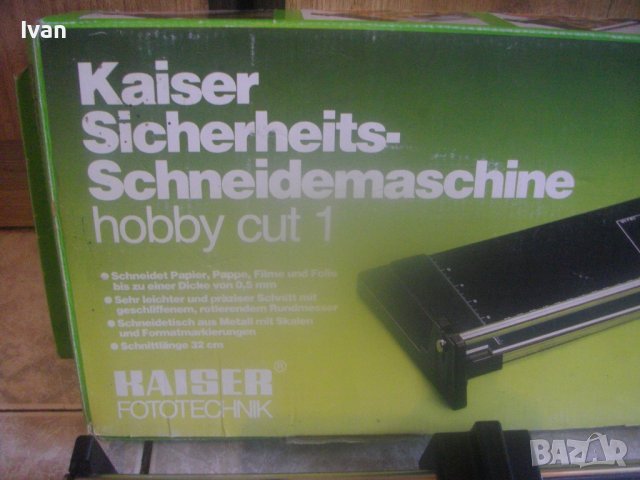 Ivan
Kaiser
Sicherheits-
Schneidemaschine
hobby cut 1
Schneidet Papier, Pappe, Filme und Folie
bis zu einer Dicke von 0,5 mm
Sehr leichter und präziser Schnitt mit
geschliffenem, rotierendem Rundmesser
Schneidetisch aus Metall mit Skalen
und Formatmarkierungen
Schnittlänge 32 cm
KAISER®
FOTOTECHNIK
BAZAR
bg